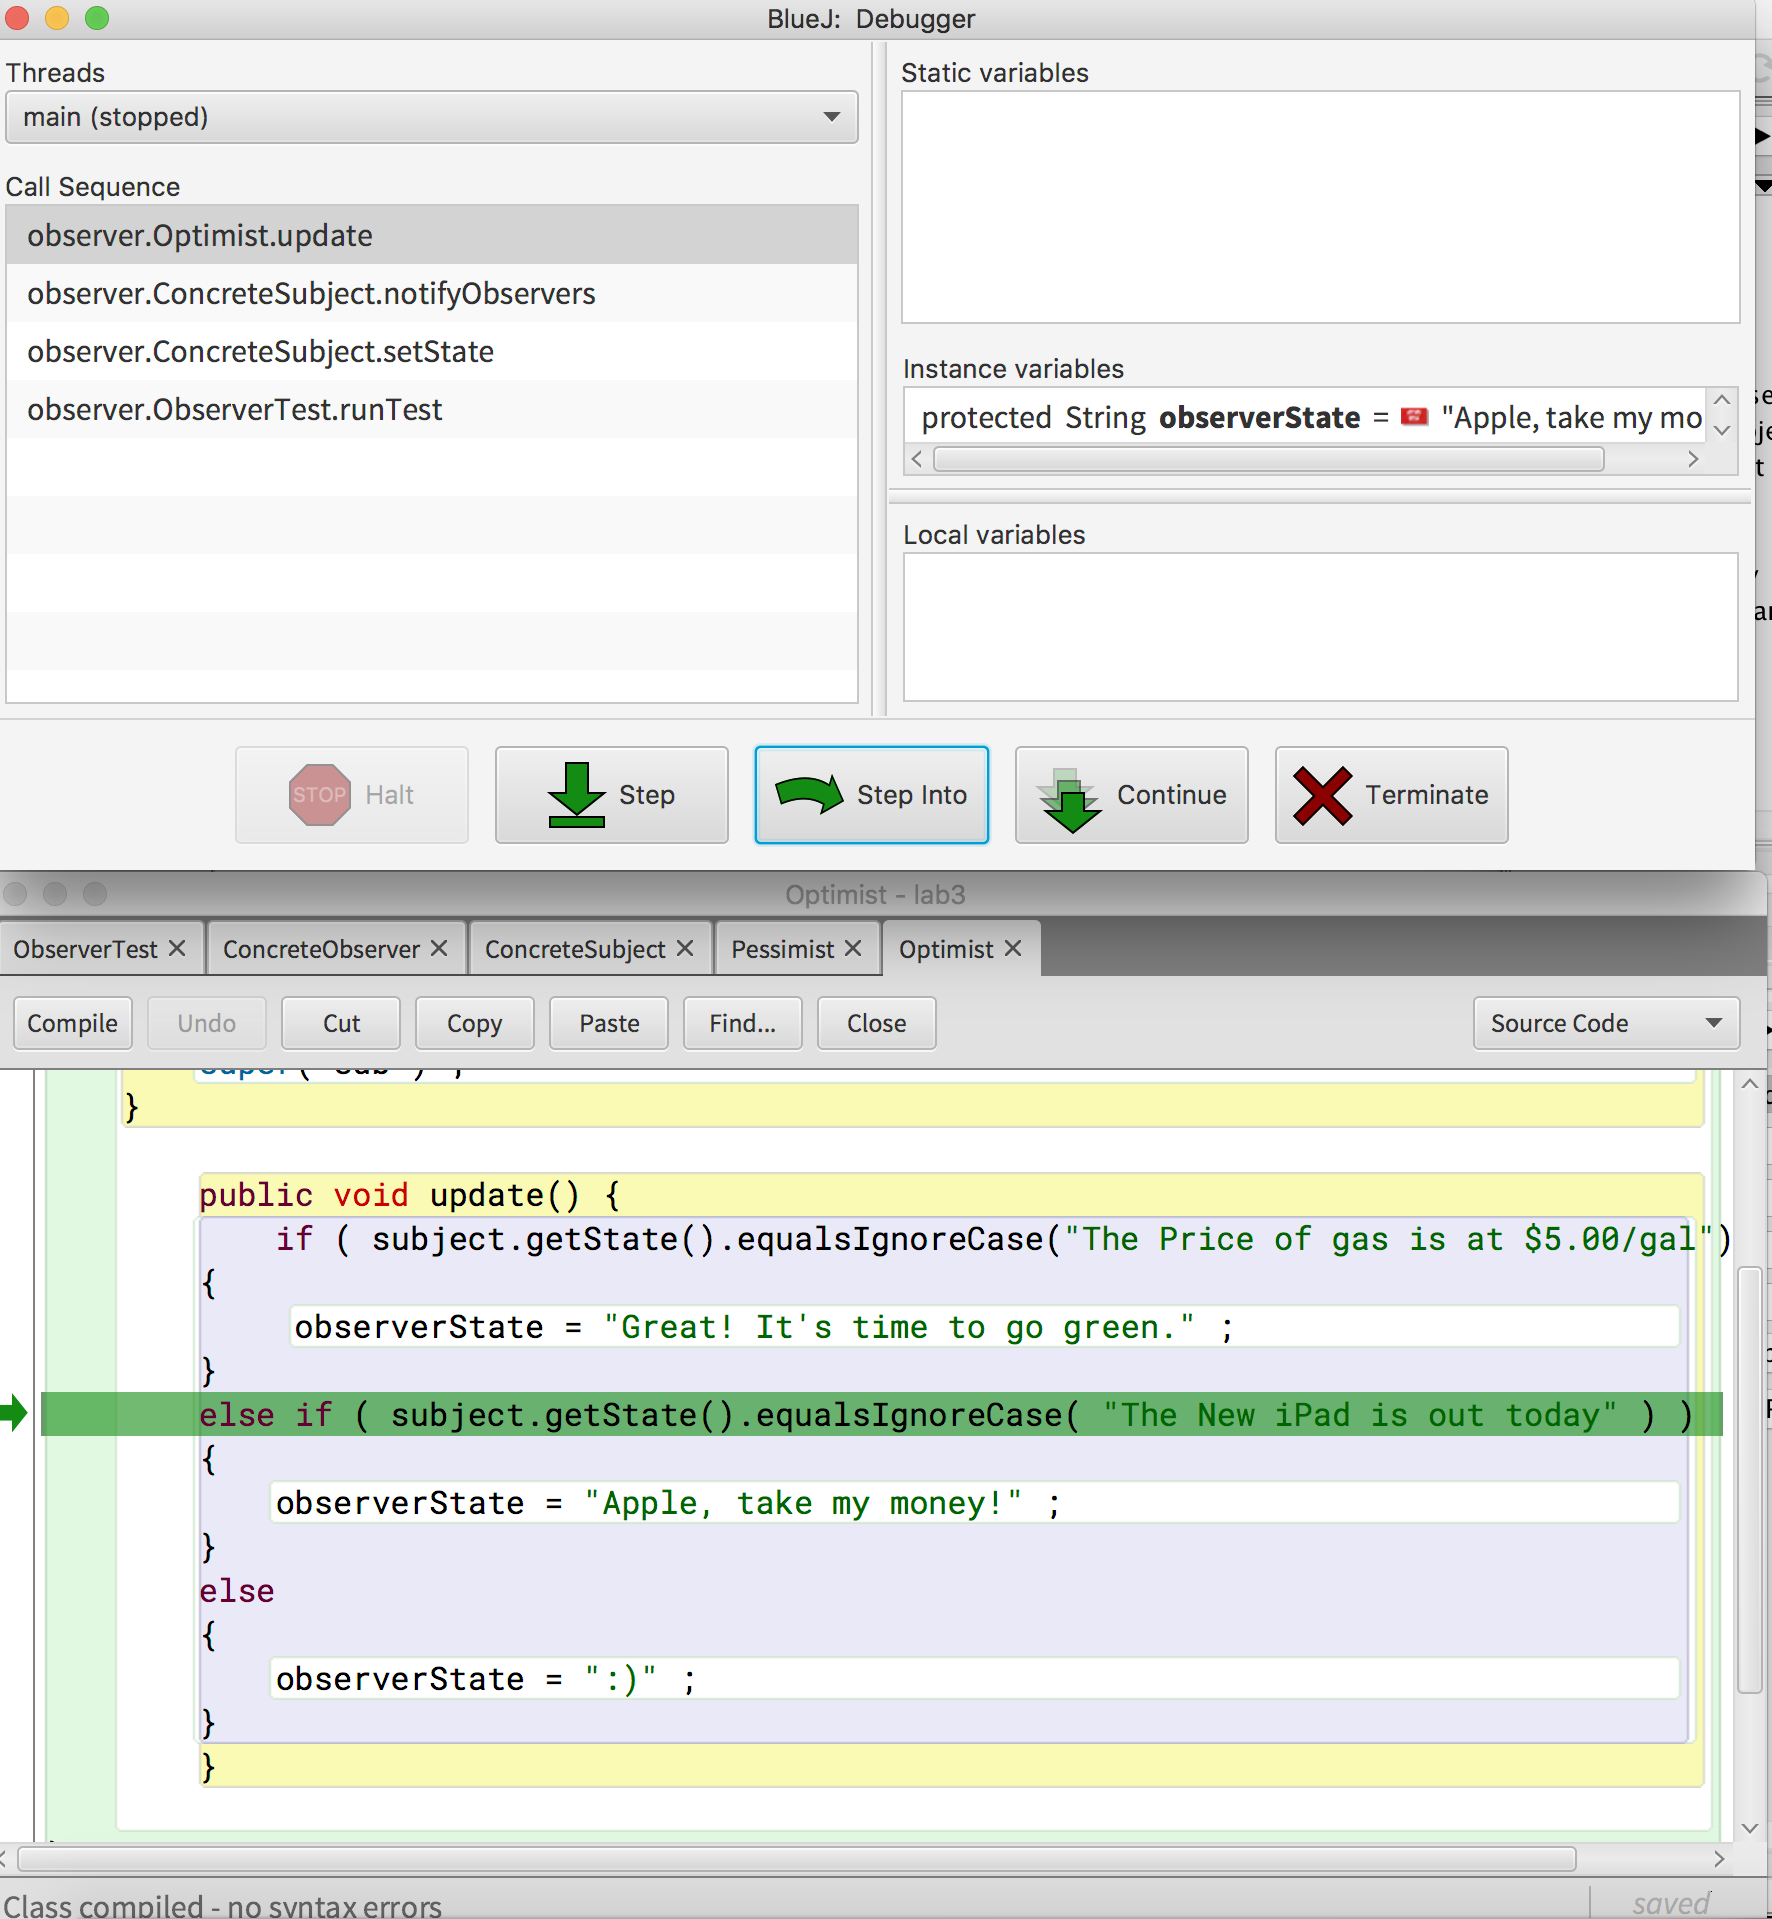 BlueJ: Debugger
Threads
main (stopped)
Call Sequence
observer.Optimist.update
observer.ConcreteSubject.notifyObservers
observer.ConcreteSubject.setState
observer.ObserverTest.runTest
Static variables
Instance variables
protected String observerState = "Apple, take my mo
Local variables
STOP Halt
Step
Step Into
Continue
Terminate
Optimist - lab3
ObserverTest
ConcreteObserver
ConcreteSubject
Pessimist
Optimist
Compile
Undo
Cut
Copy
Paste
Find...
Close
Source Code
super( sub ) ;
}
public void update() {
if ( subject.getState().equalsIgnoreCase("The Price of gas is at $5.00/gal")
{
observerState = "Great! It's time to go green." ;
}
else if ( subject.getState().equalsIgnoreCase( "The New iPad is out today" ) )
{
observerState = "Apple, take my money!" ;
}
else
{
observerState = ":)" ;
}
}
Class compiled - no syntax errors
saved